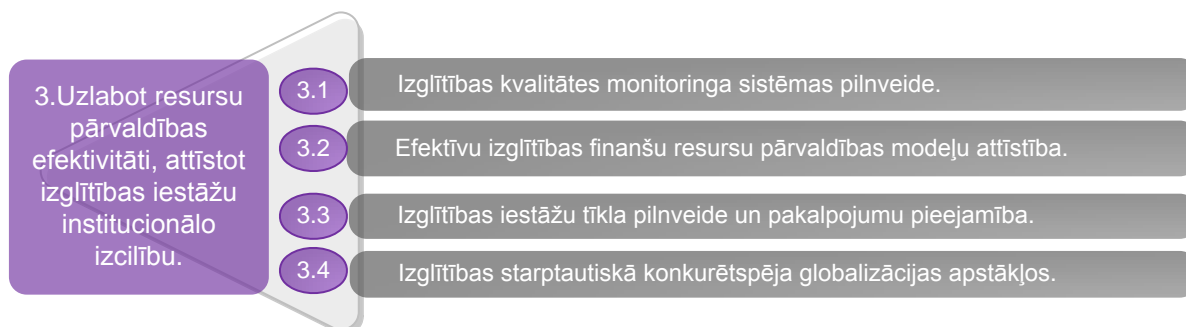 3.Uzlabot resursu
pārvaldības
efektivitāti, attīstot
izglītības iestāžu
institucionālo
izcilību.
3.1 Izglītības kvalitātes monitoringa sistēmas pilnveide.
3.2 Efektīvu izglītības finanšu resursu pārvaldības modeļu attīstība.
3.3 Izglītības iestāžu tīkla pilnveide un pakalpojumu pieejamība.
3.4 Izglītības starptautiskā konkurētspēja globalizācijas apstākļos.